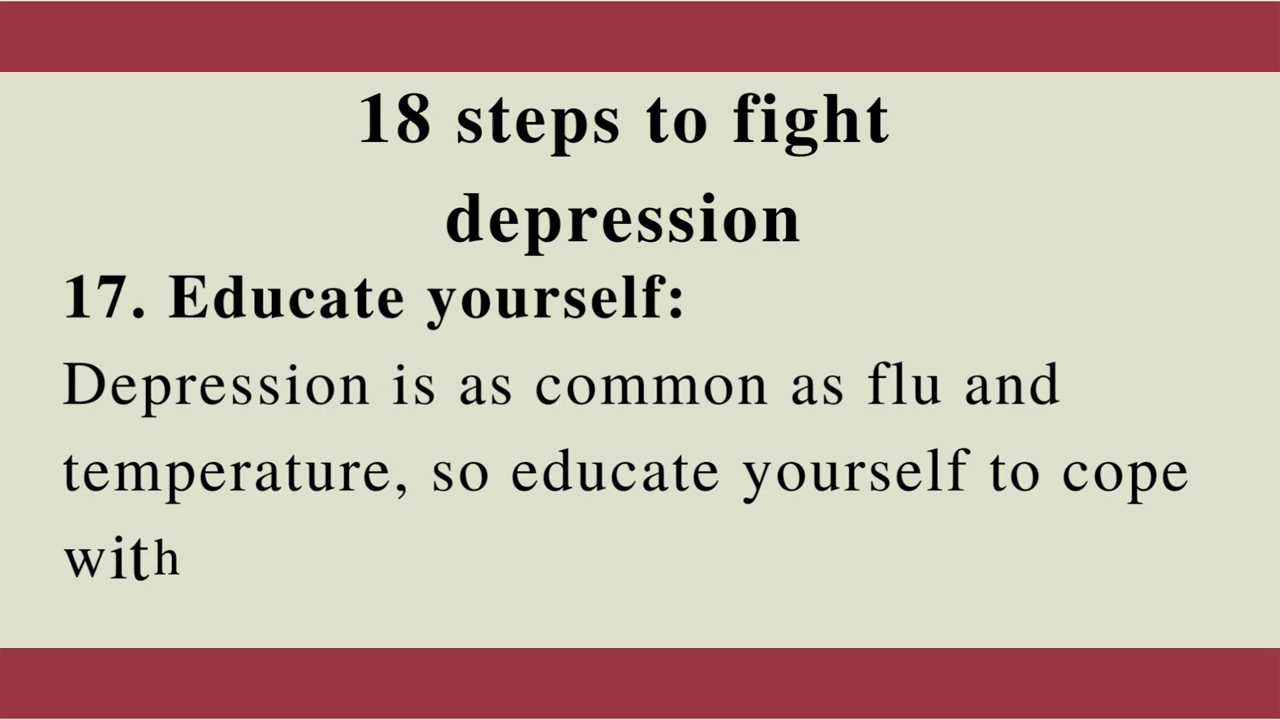 18 steps to fight
depression
17. Educate yourself:
Depression is as common as flu and
temperature, so educate yourself to cope
with